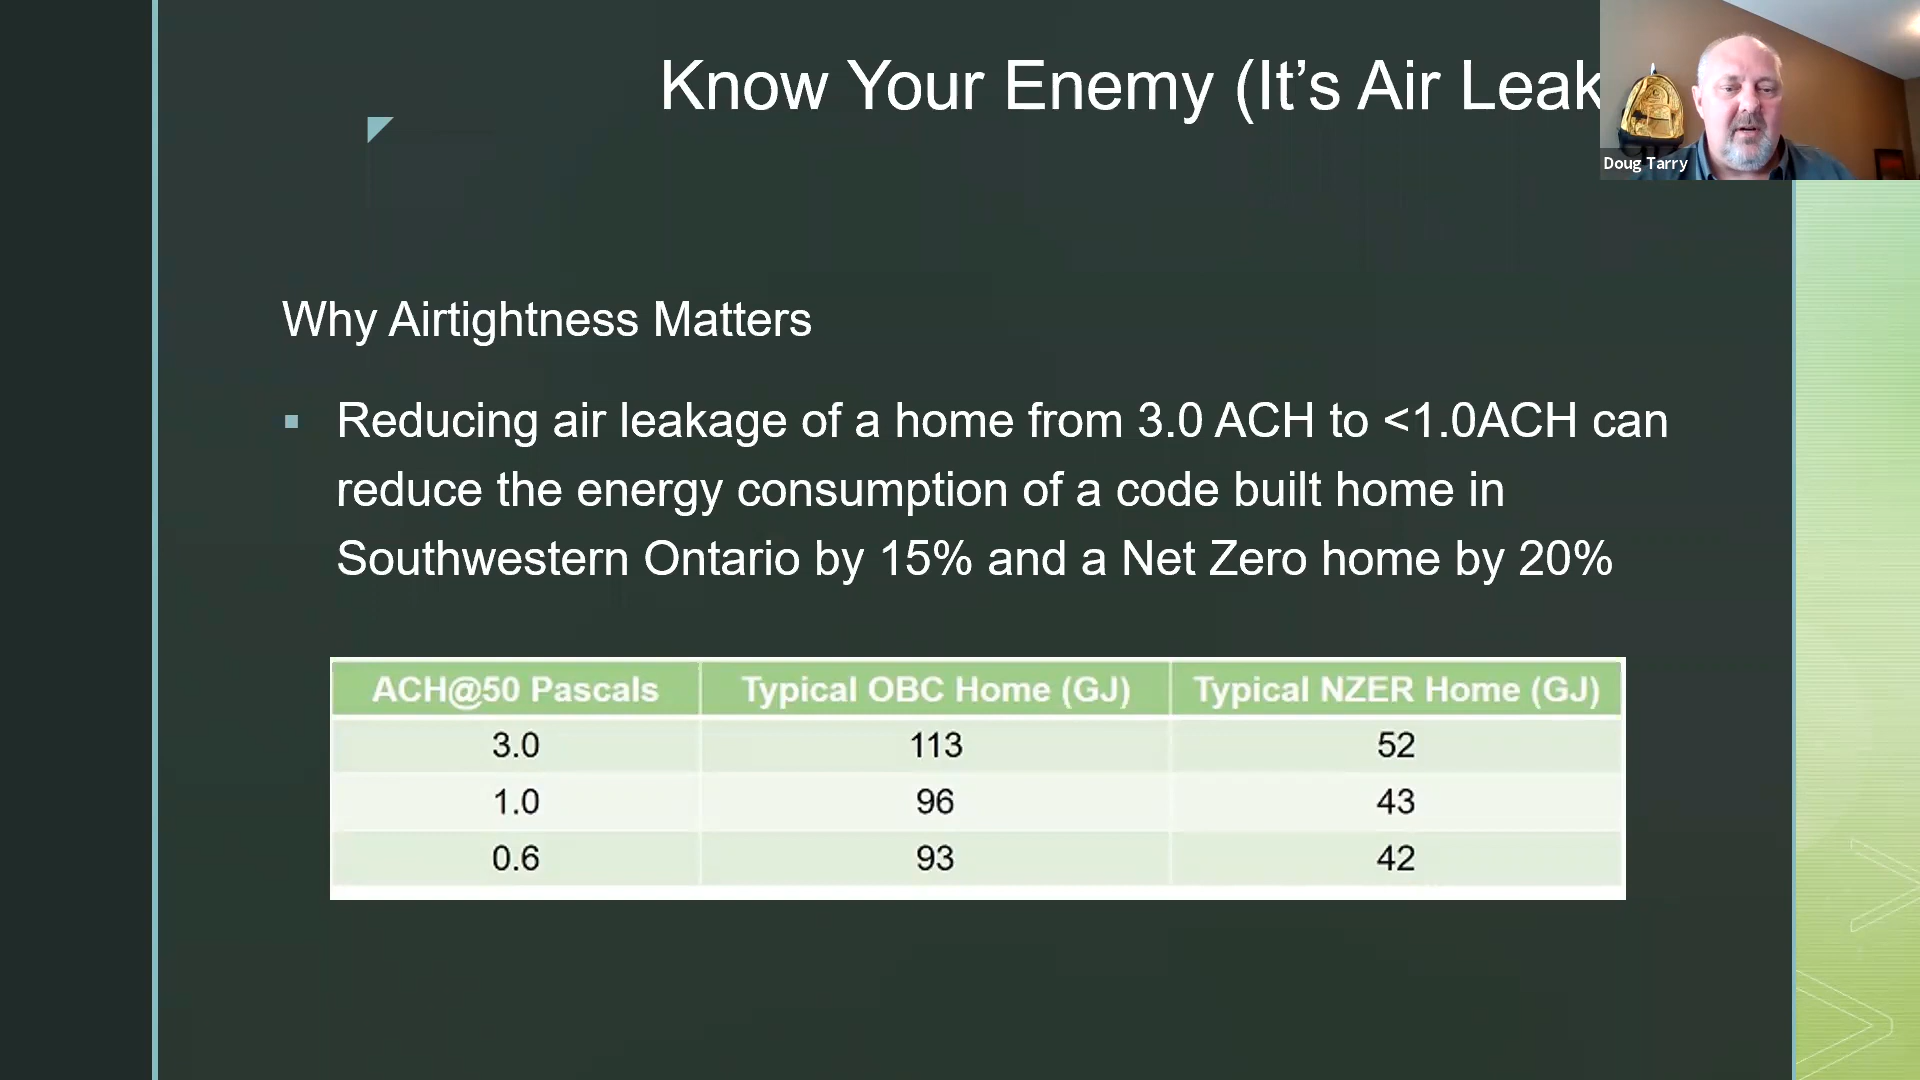 Know Your Enemy (It’s Air Leak
Doug Tarry
Why Airtightness Matters
▪ Reducing air leakage of a home from 3.0 ACH to <1.0ACH can
reduce the energy consumption of a code built home in
Southwestern Ontario by 15% and a Net Zero home by 20%
ACH@50 Pascals Typical OBC Home (GJ) Typical NZER Home (GJ)
3.0 113 52
1.0 96 43
0.6 93 42